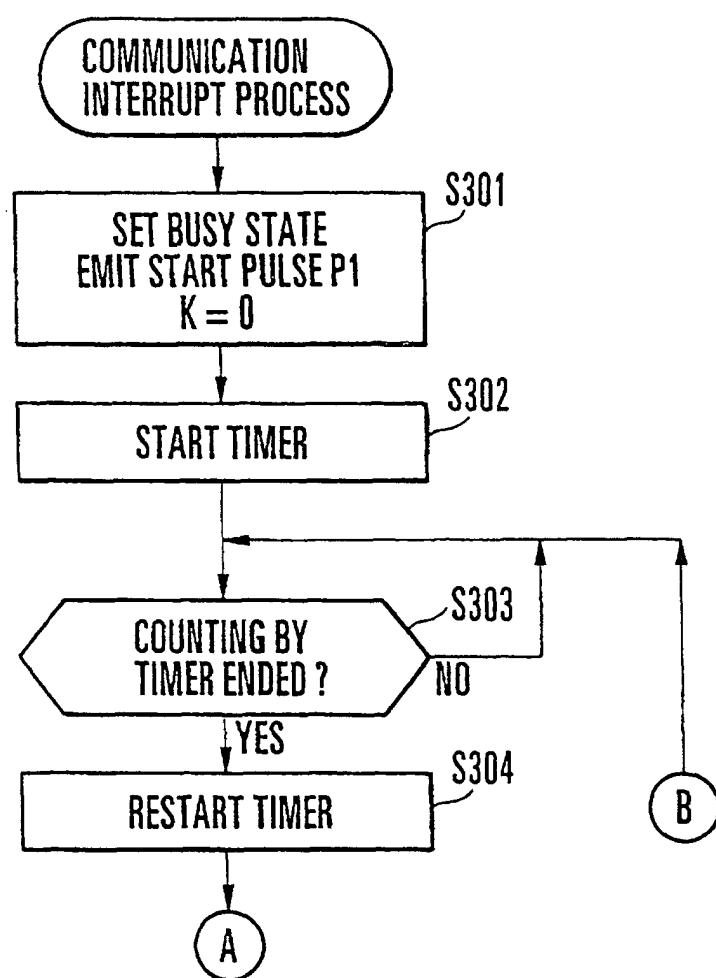 COMMUNICATION
INTERRUPT PROCESS
S301
SET BUSY STATE
EMIT START PULSE P1
K = 0
S302
START TIMER
S303
COUNTING BY
TIMER ENDED ?
NO
YES
S304
RESTART TIMER
B
A